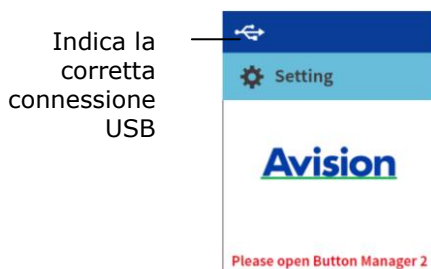 Indica la
corretta
connessione
USB
Setting
Avision
Please open Button Manager 2